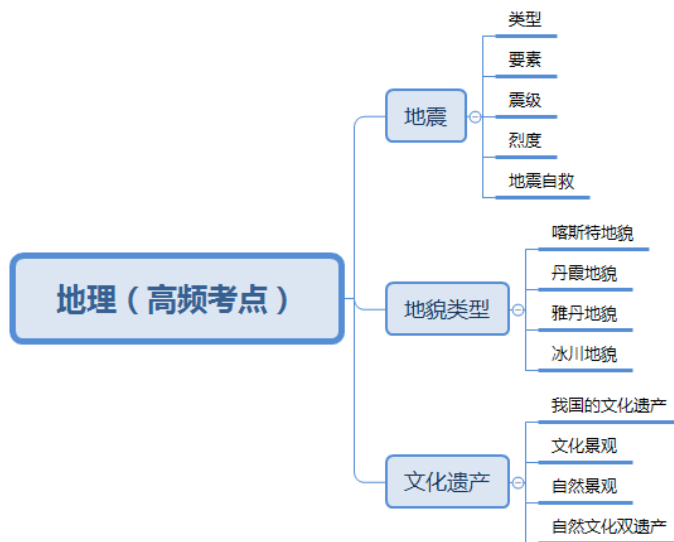 地理（高频考点）
地震
类型
要素
震级
烈度
地震自救
地貌类型
喀斯特地貌
丹霞地貌
雅丹地貌
冰川地貌
文化遗产
我国的文化遗产
文化景观
自然景观
自然文化双遗产